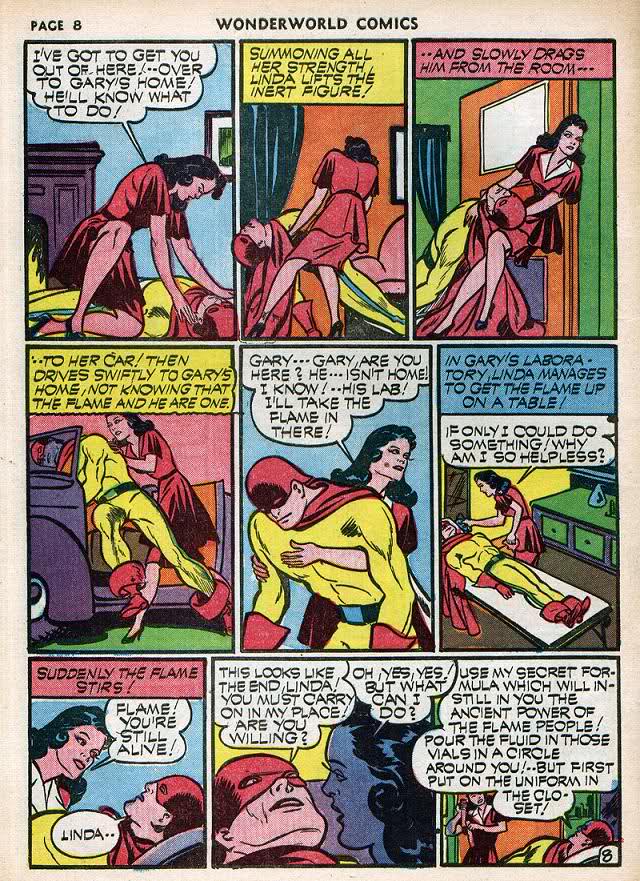 PAGE 8
WONDERWORLD COMICS
I'VE GOT TO GET YOU
OUT OF HERE!--OVER
TO GARY'S HOME!
HE'LL KNOW WHAT
TO DO!
SUMMONING ALL
HER STRENGTH,
LINDA LIFTS THE
INERT FIGURE!
--AND SLOWLY DRAGS
HIM FROM THE ROOM---
--TO HER CAR! THEN
DRIVES SWIFTLY TO GARY'S
HOME, NOT KNOWING THAT
THE FLAME AND HE ARE ONE.
GARY---GARY, ARE YOU
HERE? HE---ISN'T HOME!
I KNOW!--HIS LAB!
I'LL TAKE THE
FLAME IN
THERE!
IN GARY'S LABORA-
TORY, LINDA MANAGES
TO GET THE FLAME UP
ON A TABLE!
IF ONLY I COULD DO
SOMETHING! WHY
AM I SO HELPLESS?
SUDDENLY THE FLAME
STIRS!
FLAME!
YOU'RE
STILL
ALIVE!
LINDA--
THIS LOOKS LIKE
THE END, LINDA!
YOU MUST CARRY
ON IN MY PLACE!
ARE YOU
WILLING?
OH, YES, YES!
BUT WHAT
CAN I
DO?
USE MY SECRET FOR-
MULA WHICH WILL IN-
STILL IN YOU THE
ANCIENT POWER OF
THE FLAME PEOPLE!
POUR THE FLUID IN THOSE
VIALS IN A CIRCLE
AROUND YOU!--BUT FIRST
PUT ON THE UNIFORM IN
THE CLO-
SET!
8